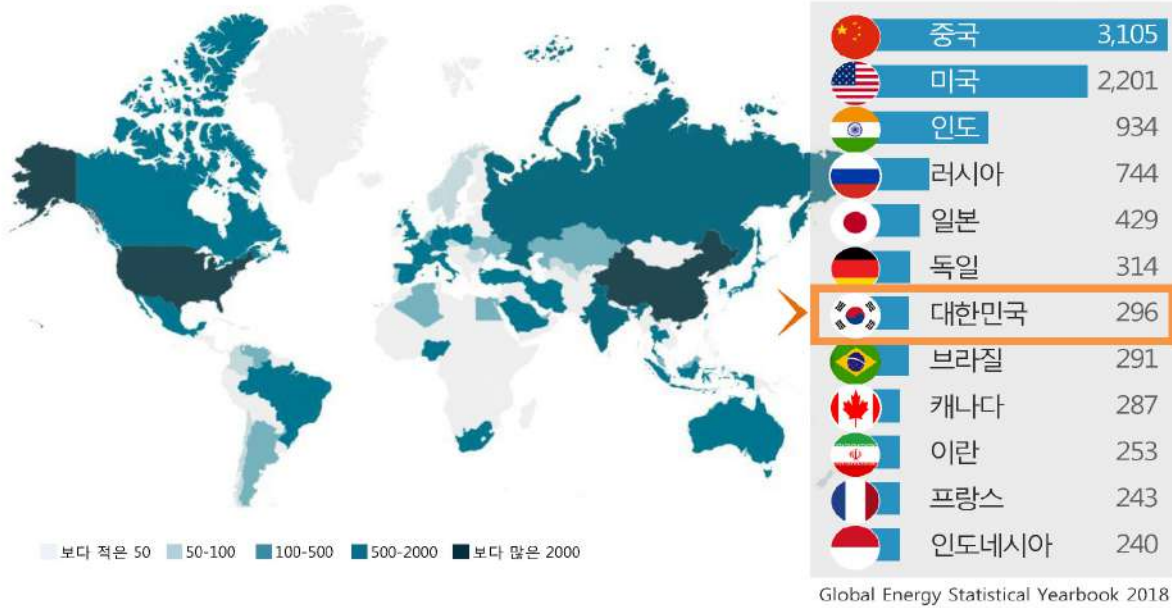 중국 3,105
미국 2,201
인도 934
러시아 744
일본 429
독일 314
대한민국 296
브라질 291
캐나다 287
이란 253
프랑스 243
인도네시아 240
보다 적은 50 50-100 100-500 500-2000 보다 많은 2000
Global Energy Statistical Yearbook 2018